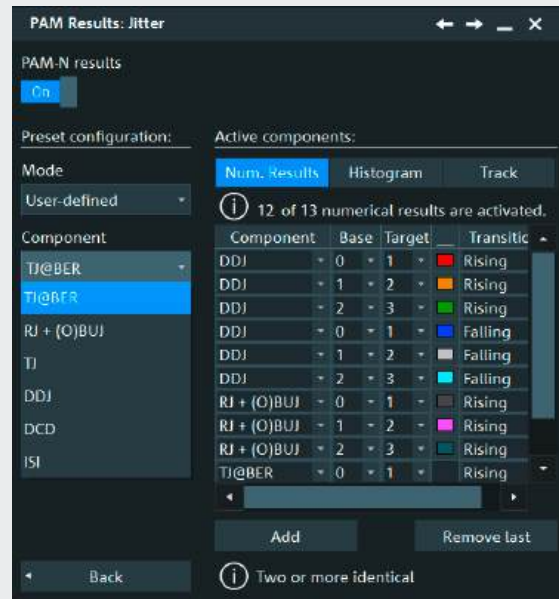 PAM Results: Jitter
PAM-N results
On
Preset configuration:
Mode
User-defined
Component
TJ@BER
TJ@BER
RJ + (O)BUJ
TJ
DDJ
DCD
ISI
Back
Active components:
Num. Results Histogram Track
12 of 13 numerical results are activated.
Component Base Target __ Transitic
DDJ 0 1 Rising
DDJ 1 2 Rising
DDJ 2 3 Rising
DDJ 0 1 Falling
DDJ 1 2 Falling
DDJ 2 3 Falling
RJ + (O)BUJ 0 1 Rising
RJ + (O)BUJ 1 2 Rising
RJ + (O)BUJ 2 3 Rising
TJ@BER 0 1 Rising
Add Remove last
Two or more identical